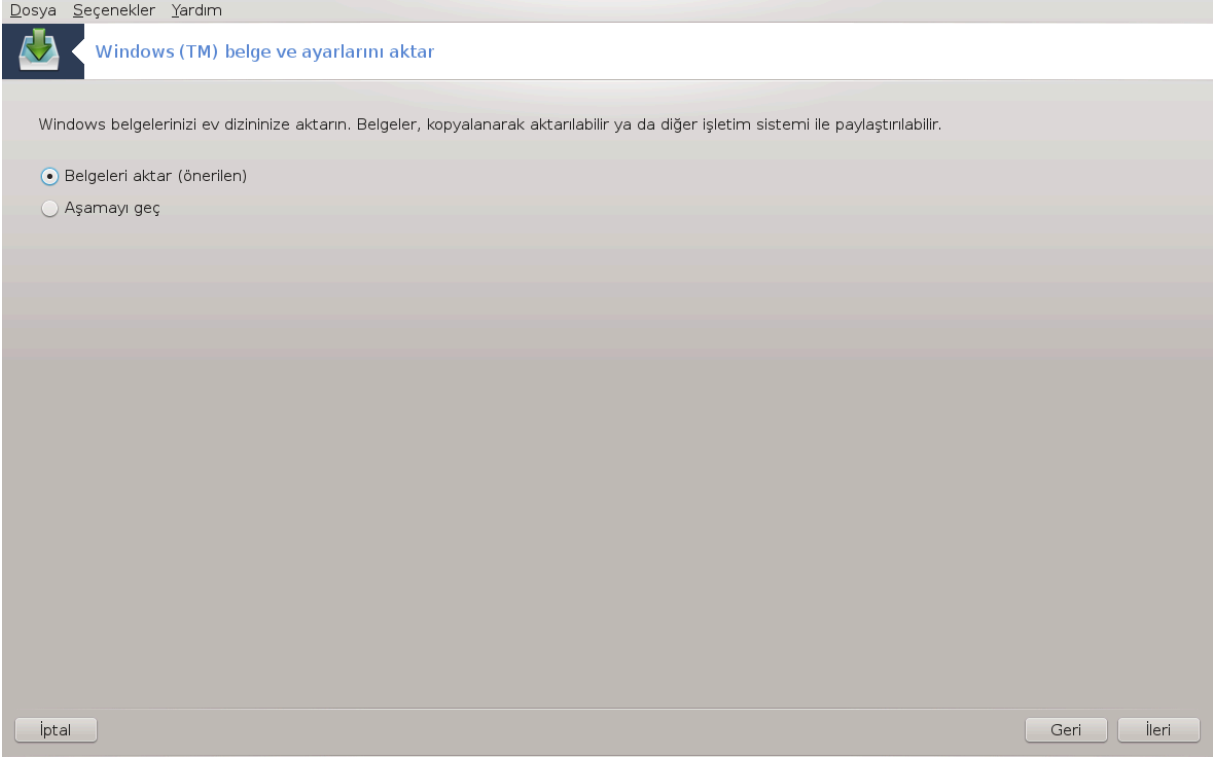 Dosya Seçenekler Yardım
Windows (TM) belge ve ayarlarını aktar
Windows belgelerinizi ev dizininize aktarın. Belgeler, kopyalanarak aktarılabilir ya da diğer işletim sistemi ile paylaştırılabilir.
Belgeleri aktar (önerilen)
Aşamayı geç
İptal Geri İleri